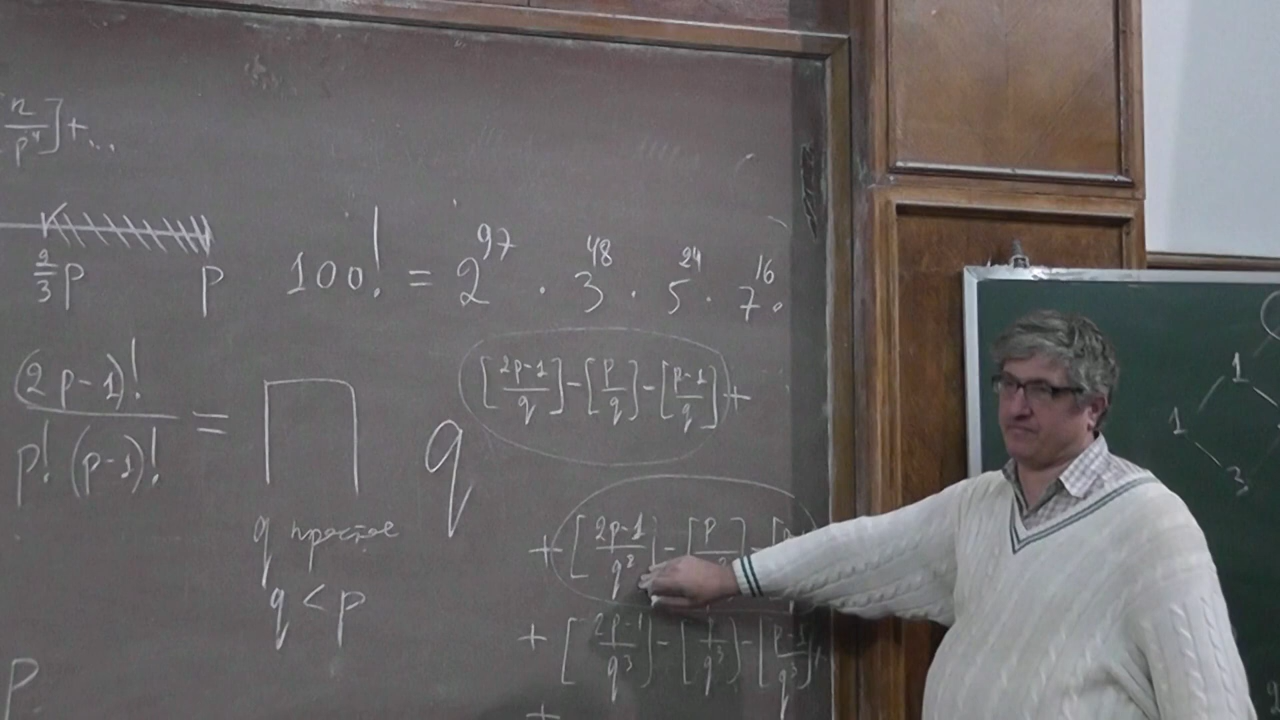 n/p⁴]+...
2/3 p p 100! = 2⁹⁷ · 3⁴⁸ · 5²⁴ · 7¹⁶ ·
(2p-1)! / p! (p-1)! = ∏ q [2p-1/q] - [p/q] - [p-1/q] +
+ [2p-1/q²] - [p
q простое
q < p
+ [2p-1/q³] - [p/q³] - [p-1/q³]
+
p
1
1
3